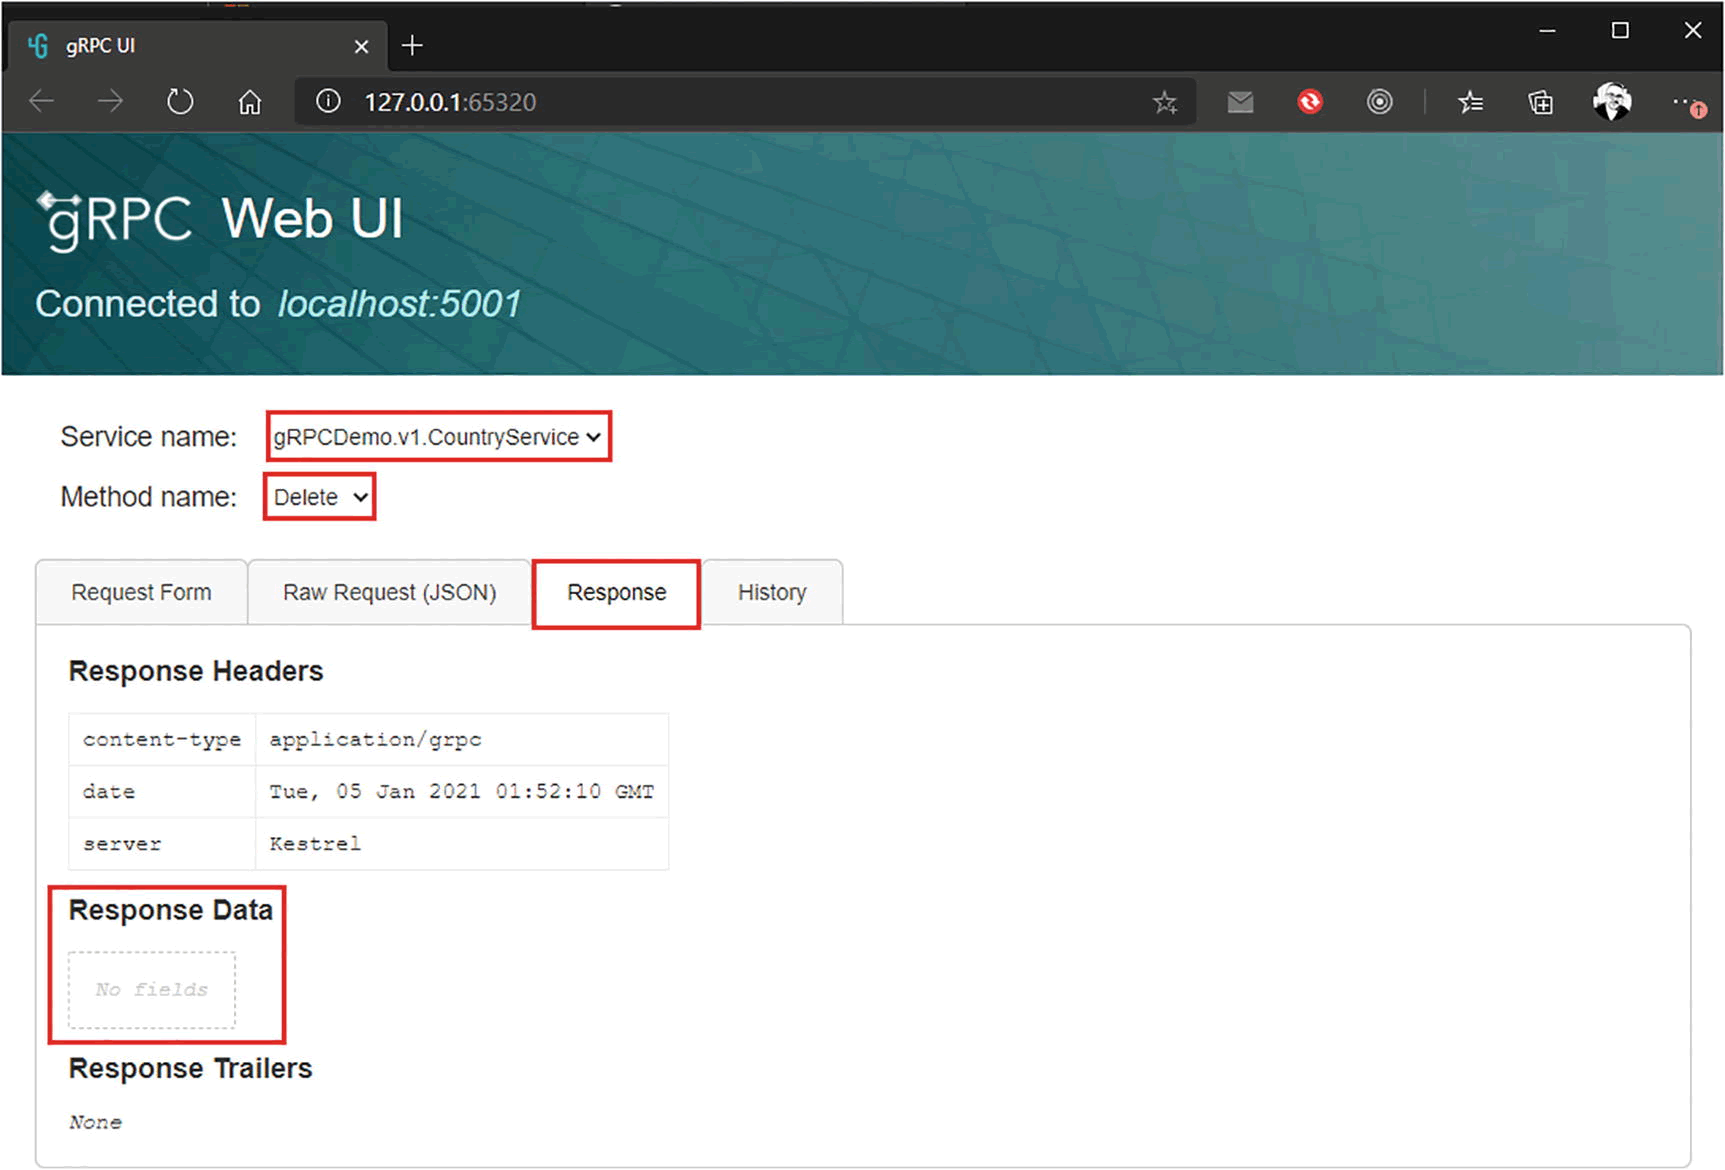 gRPC UI
127.0.0.1:65320
gRPC Web UI
Connected to localhost:5001
Service name: gRPCDemo.v1.CountryService
Method name: Delete
Request Form Raw Request (JSON) Response History
Response Headers
content-type application/grpc
date Tue, 05 Jan 2021 01:52:10 GMT
server Kestrel
Response Data
No fields
Response Trailers
None